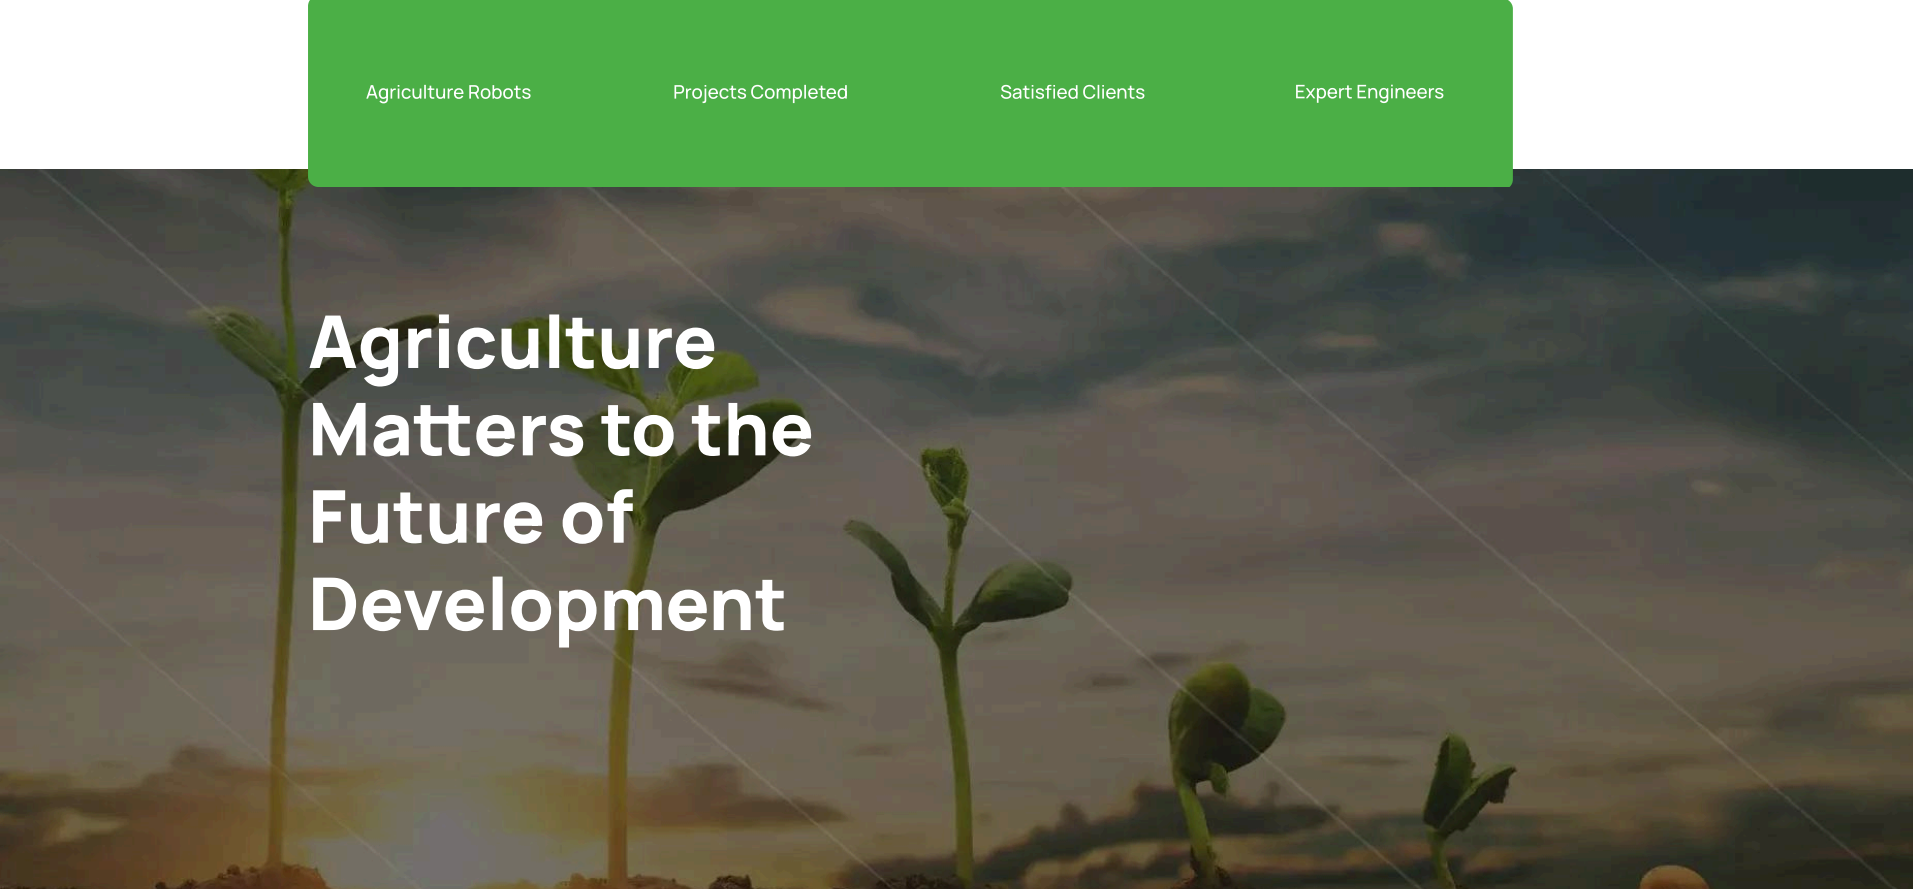 Agriculture Robots
Projects Completed
Satisfied Clients
Expert Engineers
Agriculture
Matters to the
Future of
Development